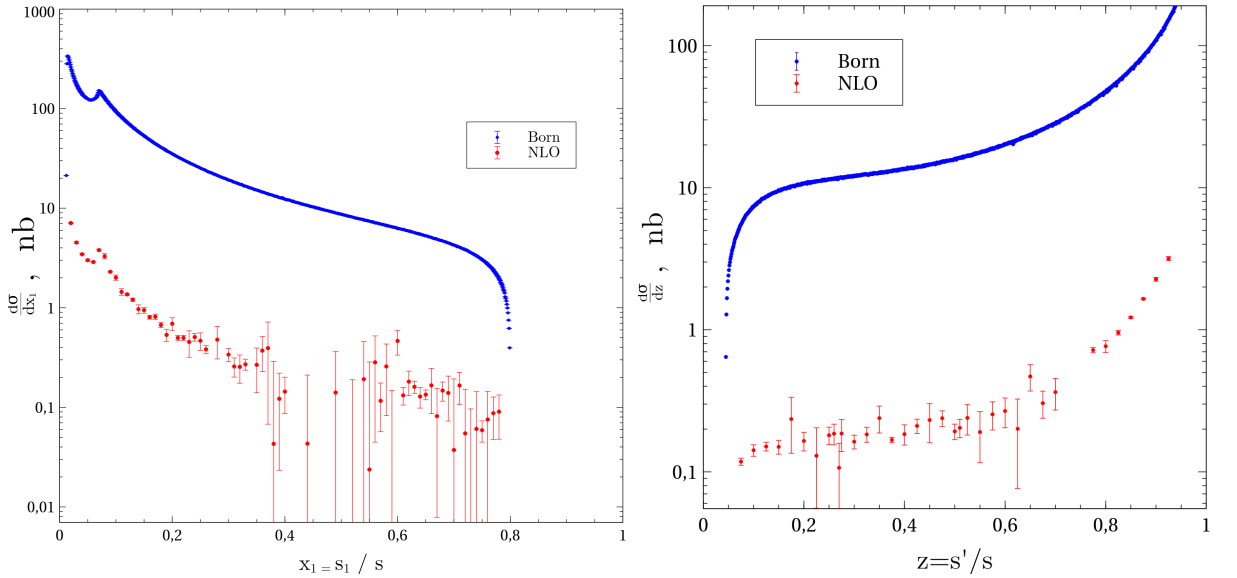 1000
100
10
1
0,1
0,01
dσ/dx₁ , nb
Born
NLO
0
0,2
0,4
0,6
0,8
1
x₁ = s₁ / s
100
10
1
0,1
dσ/dz , nb
Born
NLO
0
0,2
0,4
0,6
0,8
1
z=s'/s